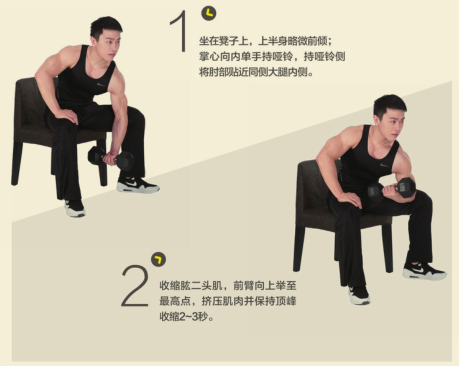 1
坐在凳子上，上半身略微前倾；
掌心向内单手持哑铃，持哑铃侧
将肘部贴近同侧大腿内侧。
2
收缩肱二头肌，前臂向上举至
最高点，挤压肌肉并保持顶峰
收缩2~3秒。